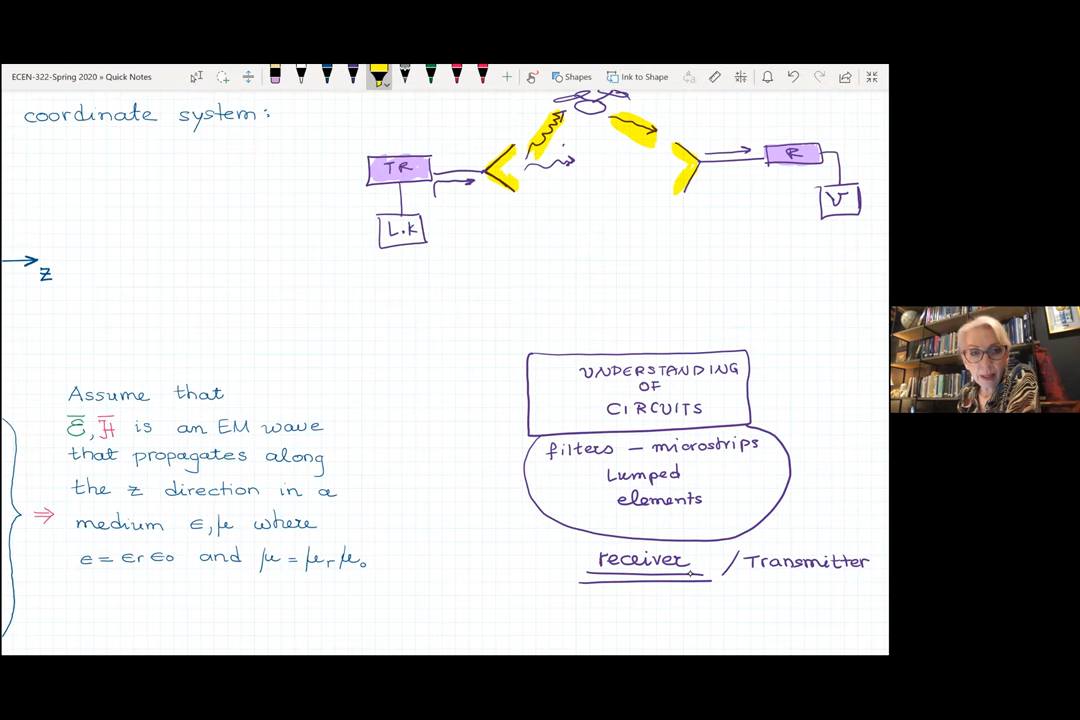 ECEN-322-Spring 2020 » Quick Notes
Shapes
Ink to Shape
coordinate system:
TR
L.K
R
V
z
Assume that
ℰ̅, ℋ̅ is an EM wave
that propagates along
the z direction in a
medium ϵ, μ where
ϵ = ϵr ϵ0 and μ = μr μ0
UNDERSTANDING
OF
CIRCUITS
filters – microstrips
Lumped
elements
receiver / Transmitter